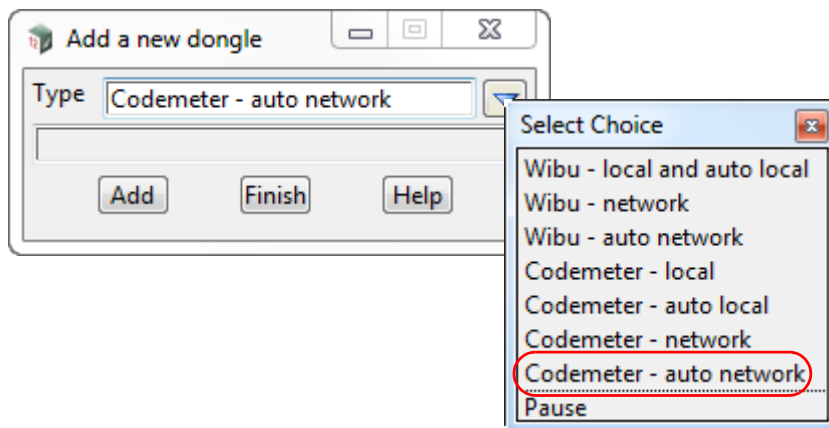 Add a new dongle
Type Codemeter - auto network
Add Finish Help
Select Choice
Wibu - local and auto local
Wibu - network
Wibu - auto network
Codemeter - local
Codemeter - auto local
Codemeter - network
Codemeter - auto network
Pause